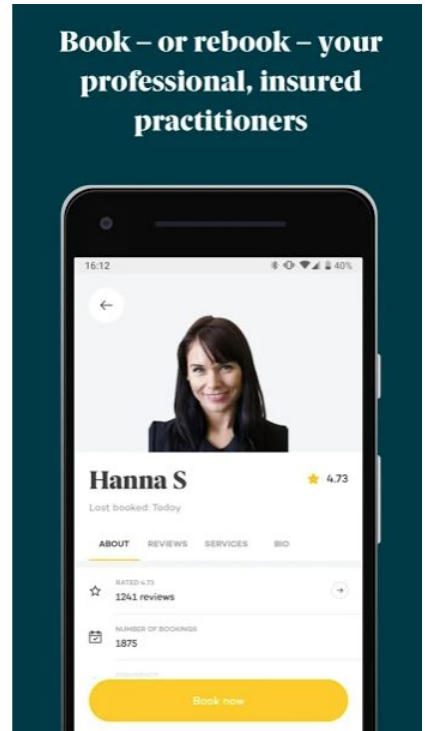 Book – or rebook – your
professional, insured
practitioners
16:12
40%
Hanna S
4.73
Last booked: Today
ABOUT REVIEWS SERVICES BIO
RATED 4.73
1241 reviews
NUMBER OF BOOKINGS
1875
Book now